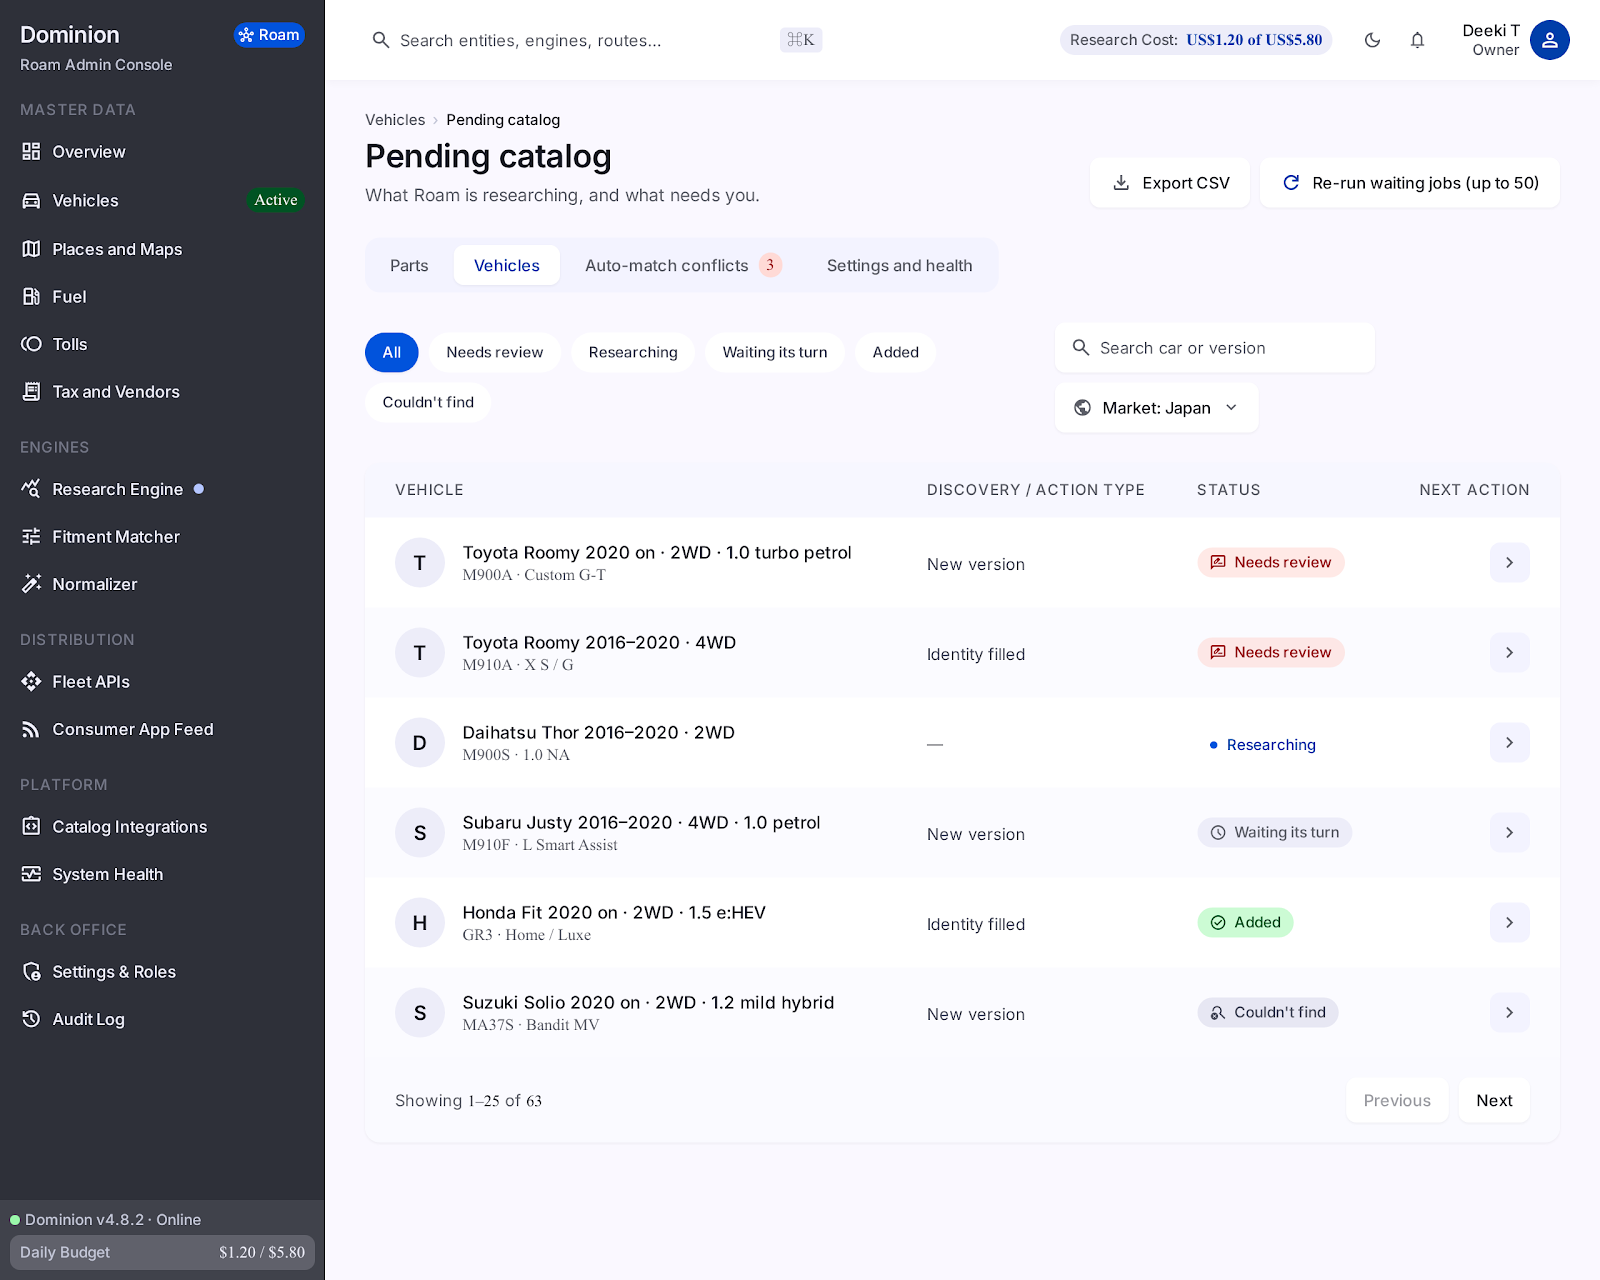 Dominion
Roam
Roam Admin Console
MASTER DATA
Overview
Vehicles
Active
Places and Maps
Fuel
Tolls
Tax and Vendors
ENGINES
Research Engine
Fitment Matcher
Normalizer
DISTRIBUTION
Fleet APIs
Consumer App Feed
PLATFORM
Catalog Integrations
System Health
BACK OFFICE
Settings & Roles
Audit Log
Dominion v4.8.2 · Online
Daily Budget $1.20 / $5.80
Search entities, engines, routes...
⌘K
Research Cost: US$1.20 of US$5.80
Deeki T
Owner
Vehicles › Pending catalog
Pending catalog
What Roam is researching, and what needs you.
Export CSV
Re-run waiting jobs (up to 50)
Parts
Vehicles
Auto-match conflicts 3
Settings and health
All
Needs review
Researching
Waiting its turn
Added
Couldn't find
Search car or version
Market: Japan
VEHICLE DISCOVERY / ACTION TYPE STATUS NEXT ACTION
T
Toyota Roomy 2020 on · 2WD · 1.0 turbo petrol
M900A · Custom G-T
New version
Needs review
T
Toyota Roomy 2016–2020 · 4WD
M910A · X S / G
Identity filled
Needs review
D
Daihatsu Thor 2016–2020 · 2WD
M900S · 1.0 NA
—
Researching
S
Subaru Justy 2016–2020 · 4WD · 1.0 petrol
M910F · L Smart Assist
New version
Waiting its turn
H
Honda Fit 2020 on · 2WD · 1.5 e:HEV
GR3 · Home / Luxe
Identity filled
Added
S
Suzuki Solio 2020 on · 2WD · 1.2 mild hybrid
MA37S · Bandit MV
New version
Couldn't find
Showing 1–25 of 63
Previous
Next